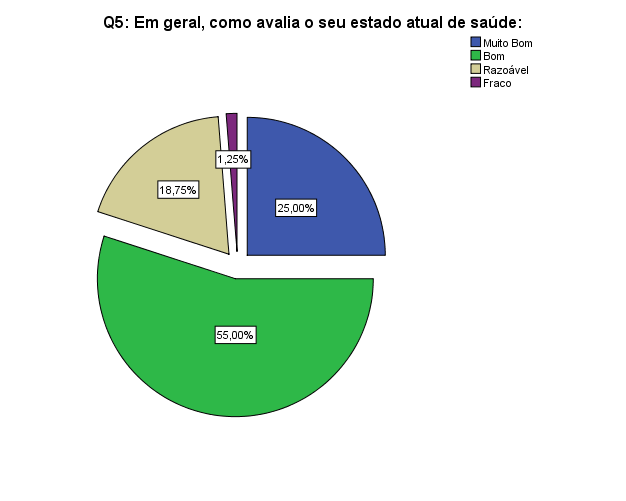 Q5: Em geral, como avalia o seu estado atual de saúde:
Muito Bom
Bom
Razoável
Fraco
1,25%
18,75%
25,00%
55,00%